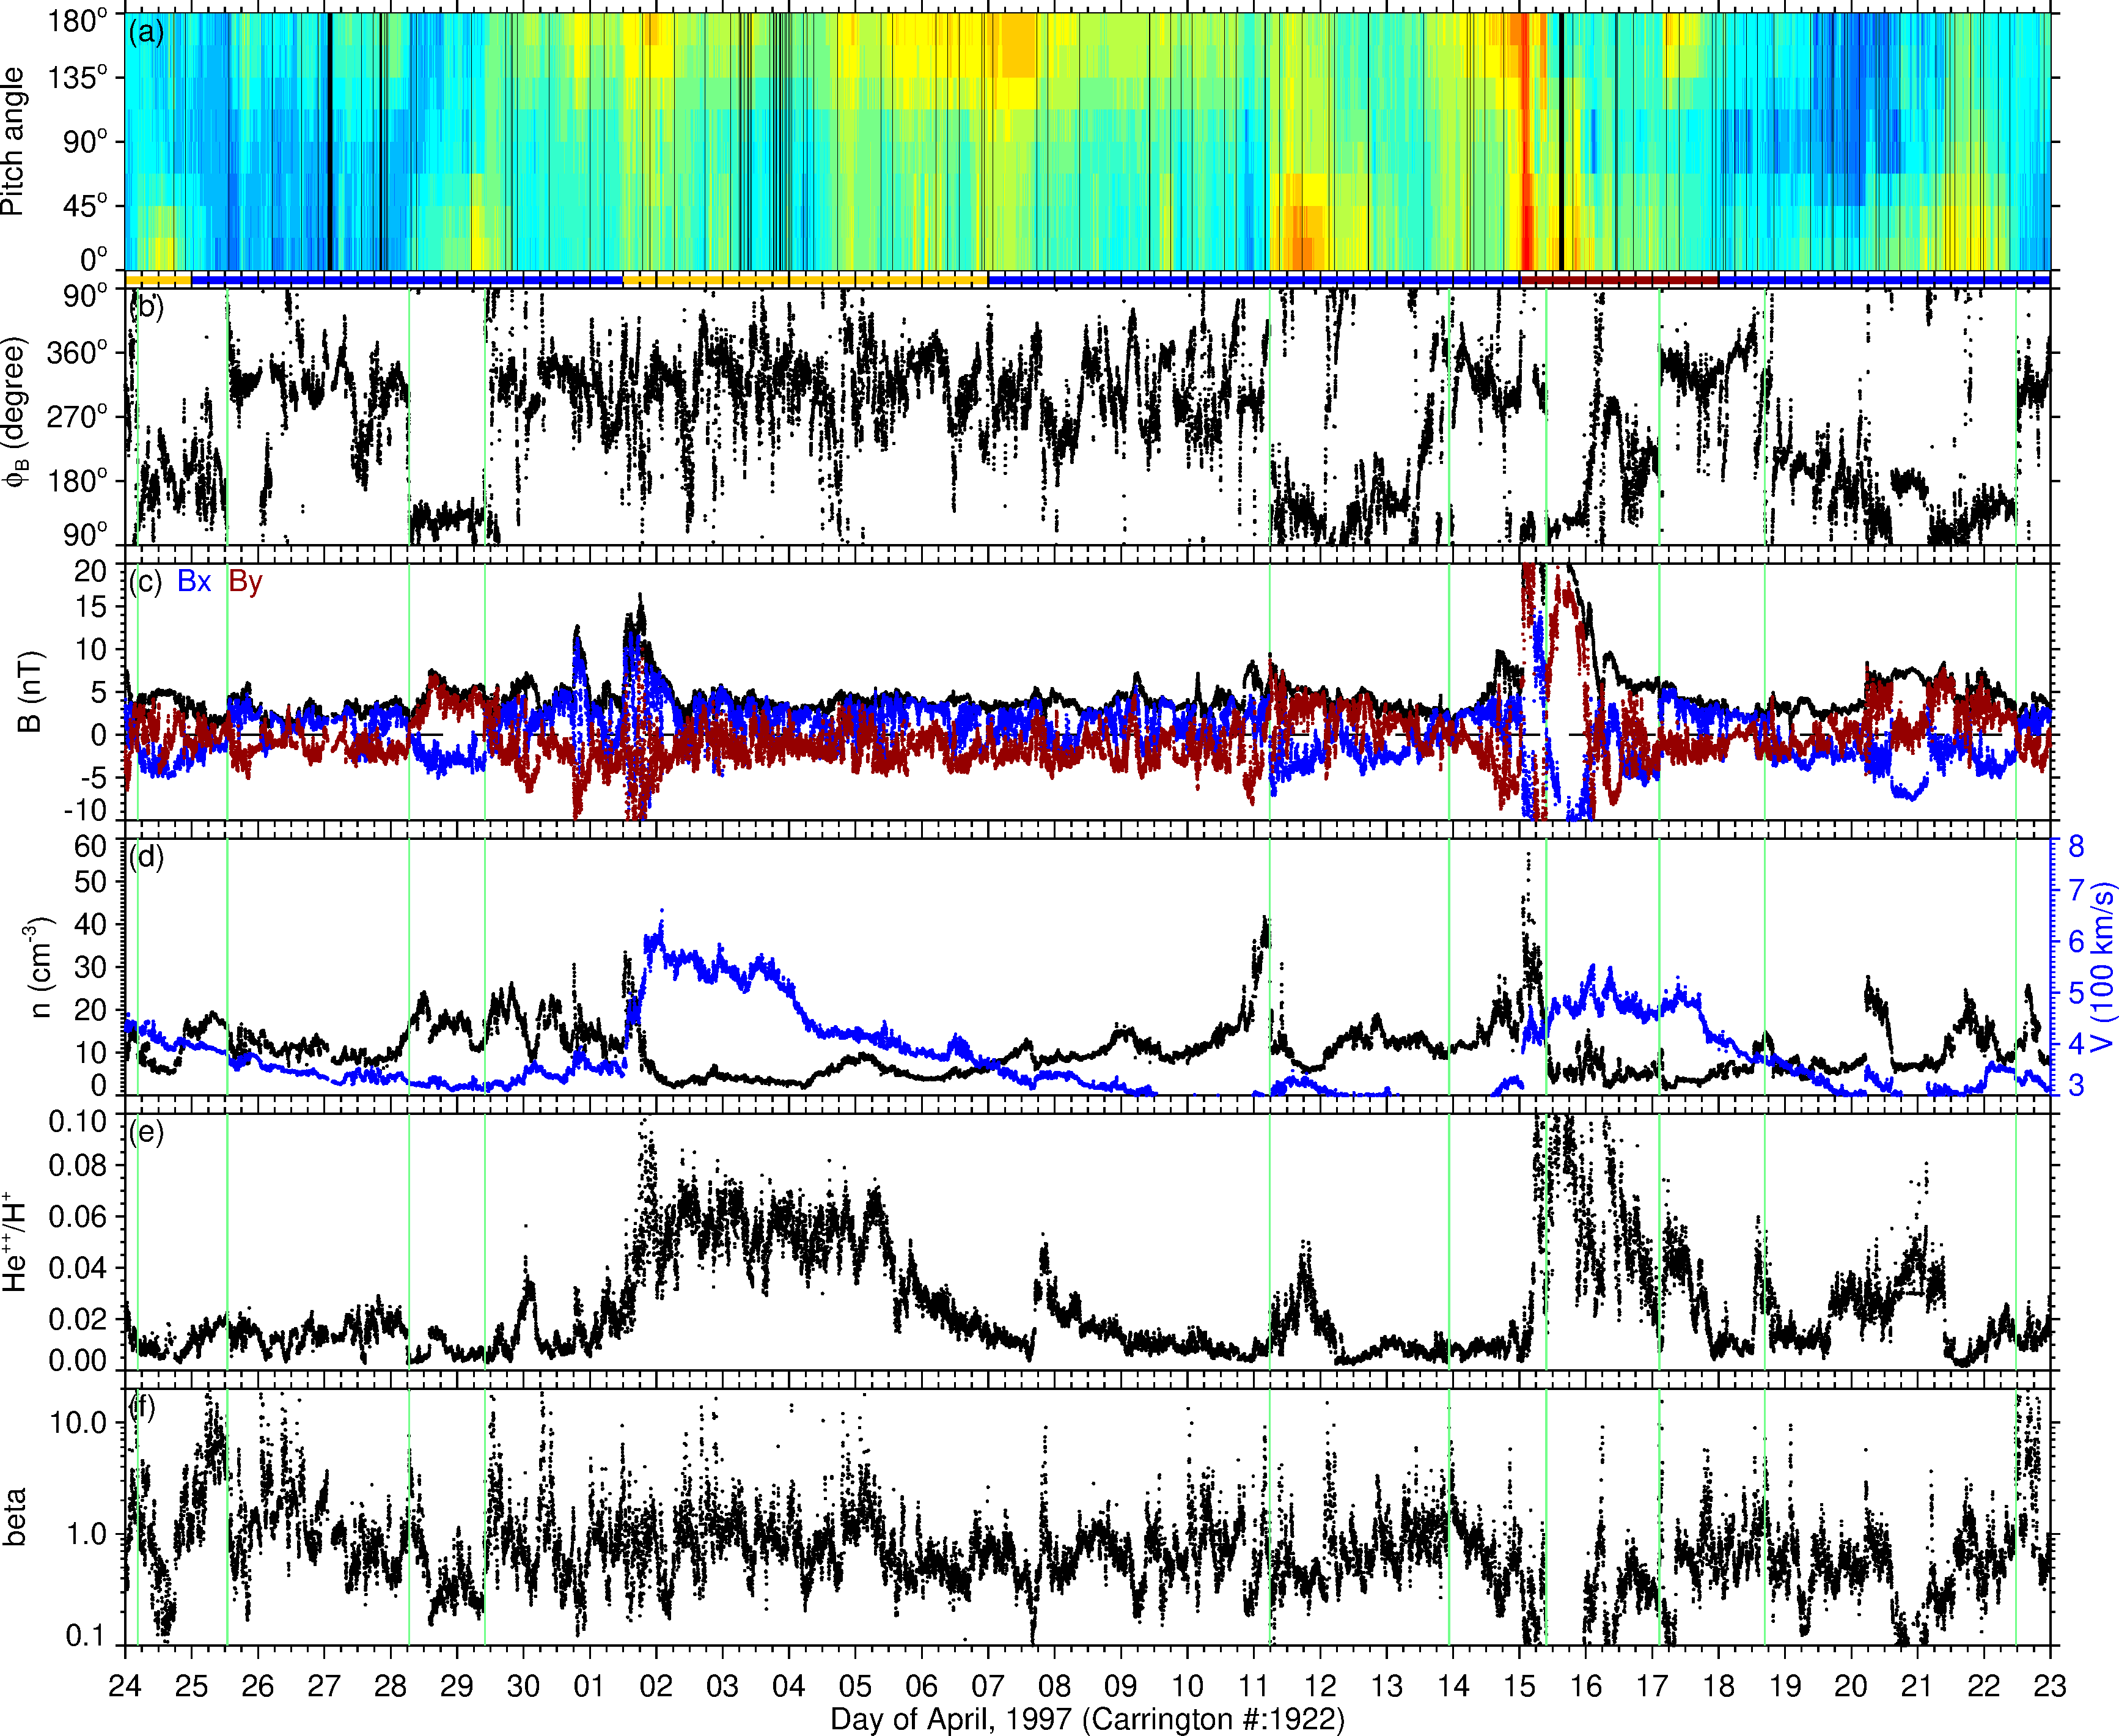 (a)
180°
135°
90°
45°
0°
Pitch angle
(b)
90°
360°
270°
180°
90°
ϕB (degree)
(c) Bx By
20
15
10
5
0
-5
-10
B (nT)
(d)
60
50
40
30
20
10
0
n (cm-3)
8
7
6
5
4
3
V (100 km/s)
(e)
0.10
0.08
0.06
0.04
0.02
0.00
He++/H+
(f)
10.0
1.0
0.1
beta
24 25 26 27 28 29 30 01 02 03 04 05 06 07 08 09 10 11 12 13 14 15 16 17 18 19 20 21 22 23
Day of April, 1997 (Carrington #:1922)